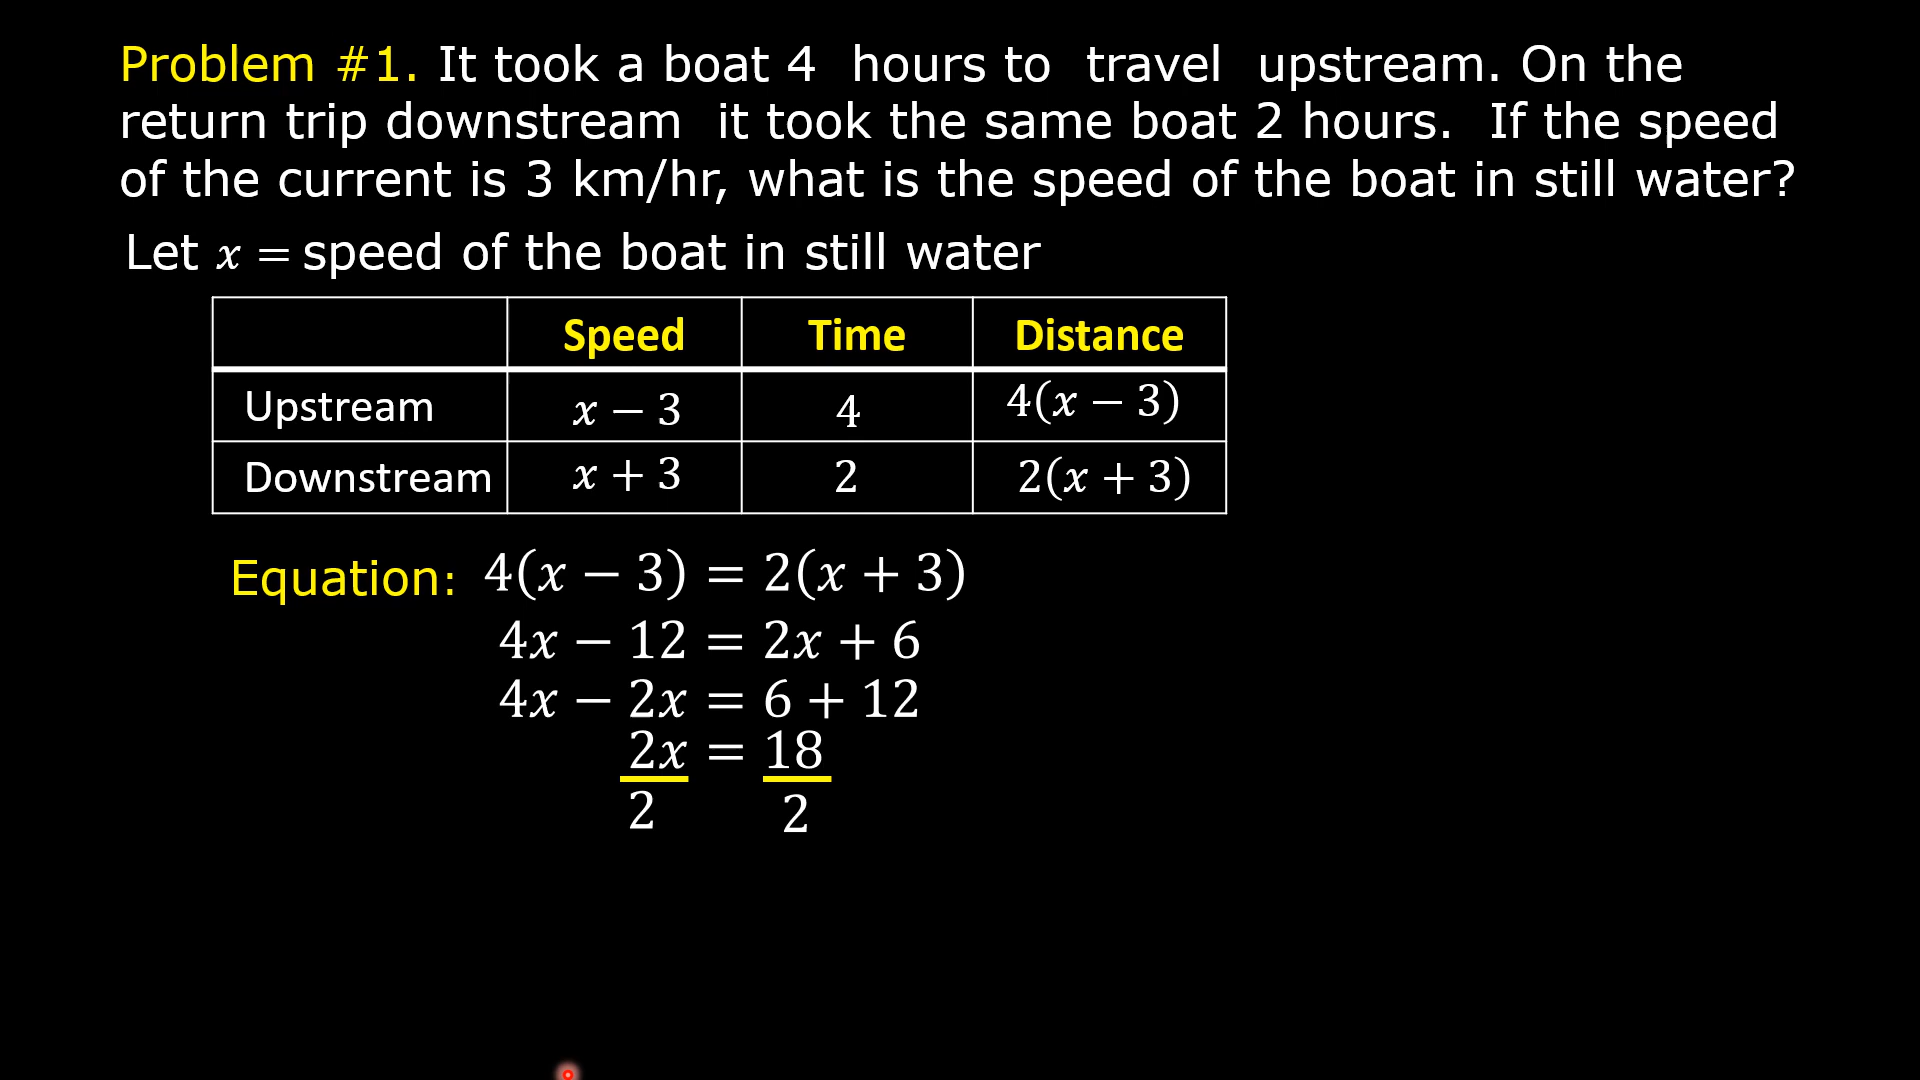 Problem #1. It took a boat 4 hours to travel upstream. On the
return trip downstream it took the same boat 2 hours. If the speed
of the current is 3 km/hr, what is the speed of the boat in still water?
Let x = speed of the boat in still water
Speed Time Distance
Upstream x − 3 4 4(x − 3)
Downstream x + 3 2 2(x + 3)
Equation: 4(x − 3) = 2(x + 3)
4x − 12 = 2x + 6
4x − 2x = 6 + 12
2x = 18
2 2